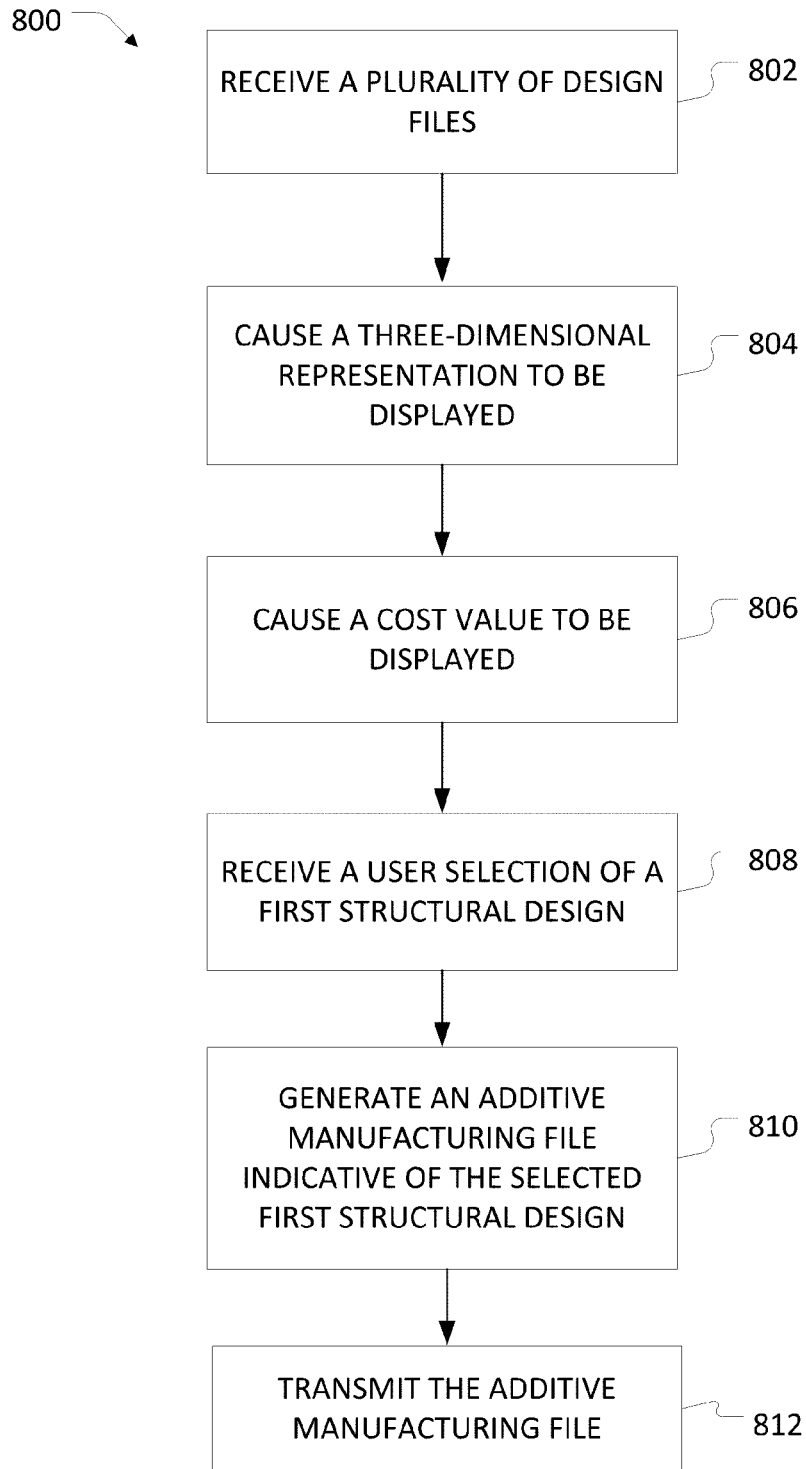 800
RECEIVE A PLURALITY OF DESIGN
FILES
802
CAUSE A THREE-DIMENSIONAL
REPRESENTATION TO BE
DISPLAYED
804
CAUSE A COST VALUE TO BE
DISPLAYED
806
RECEIVE A USER SELECTION OF A
FIRST STRUCTURAL DESIGN
808
GENERATE AN ADDITIVE
MANUFACTURING FILE
INDICATIVE OF THE SELECTED
FIRST STRUCTURAL DESIGN
810
TRANSMIT THE ADDITIVE
MANUFACTURING FILE
812